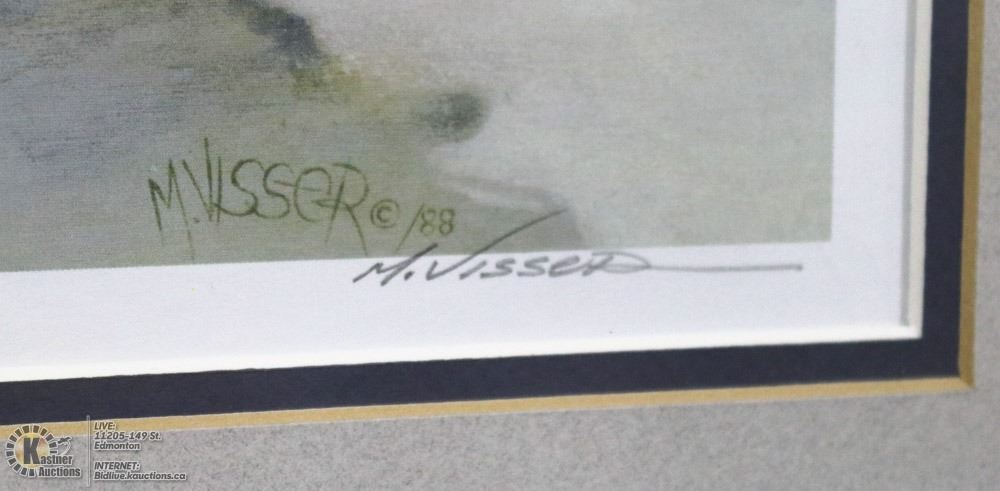 M. VISSER © /88
M. VISSER
Kastner
Auctions
LIVE:
11205-149 St.
Edmonton
INTERNET:
Bidlive.kauctions.ca